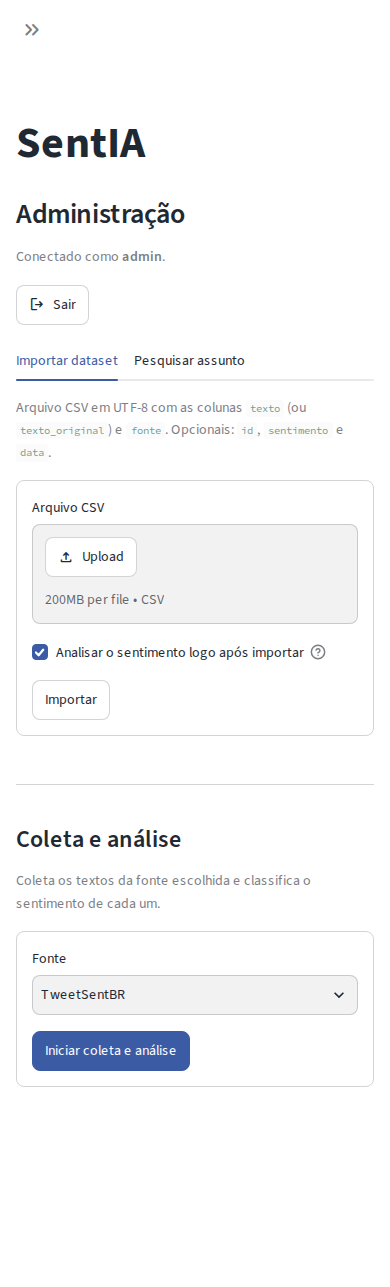 SentIA
Administração
Conectado como admin.
Sair
Importar dataset Pesquisar assunto
Arquivo CSV em UTF-8 com as colunas texto (ou
texto_original) e fonte. Opcionais: id, sentimento e
data.
Arquivo CSV
Upload
200MB per file • CSV
Analisar o sentimento logo após importar
Importar
Coleta e análise
Coleta os textos da fonte escolhida e classifica o
sentimento de cada um.
Fonte
TweetSentBR
Iniciar coleta e análise